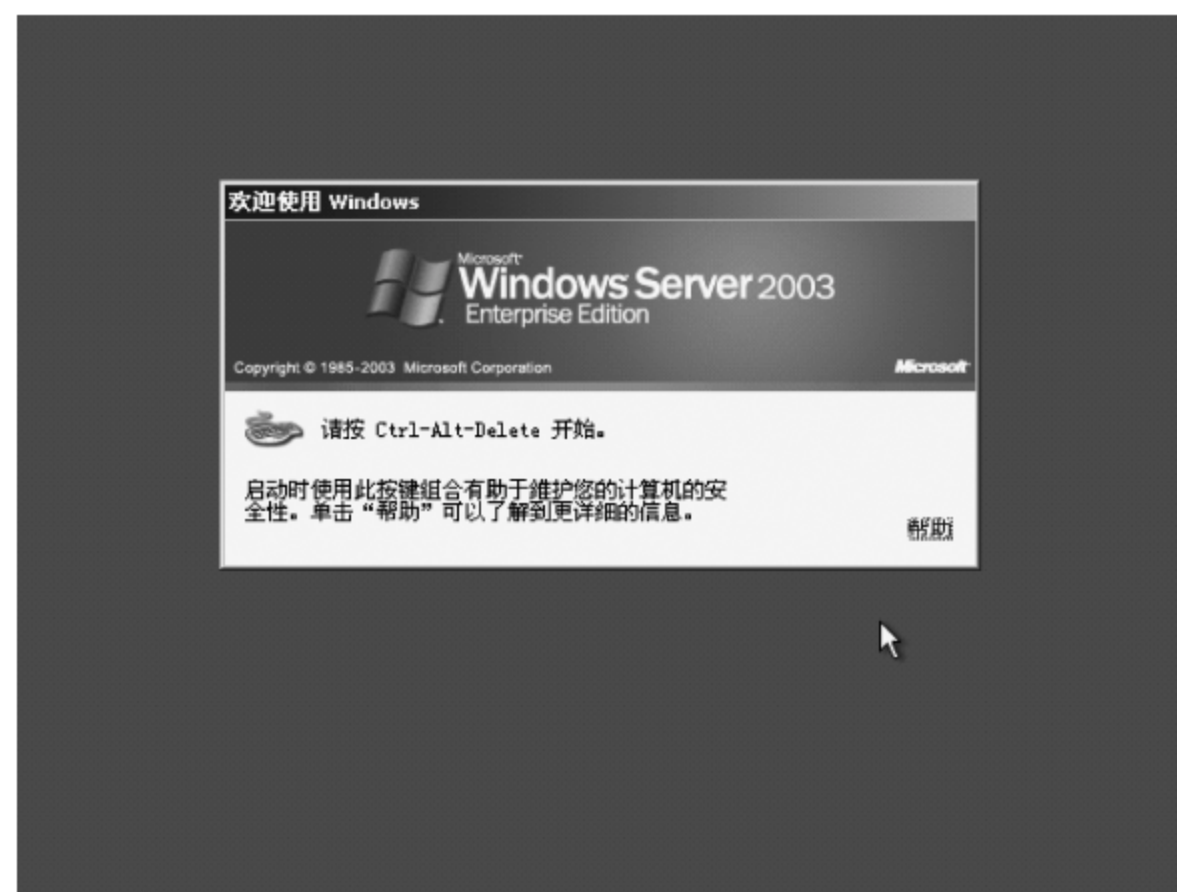 欢迎使用 Windows
Microsoft
Windows Server 2003
Enterprise Edition
Copyright © 1985-2003 Microsoft Corporation
Microsoft
请按 Ctrl-Alt-Delete 开始。
启动时使用此按键组合有助于维护您的计算机的安
全性。单击“帮助”可以了解到更详细的信息。
帮助